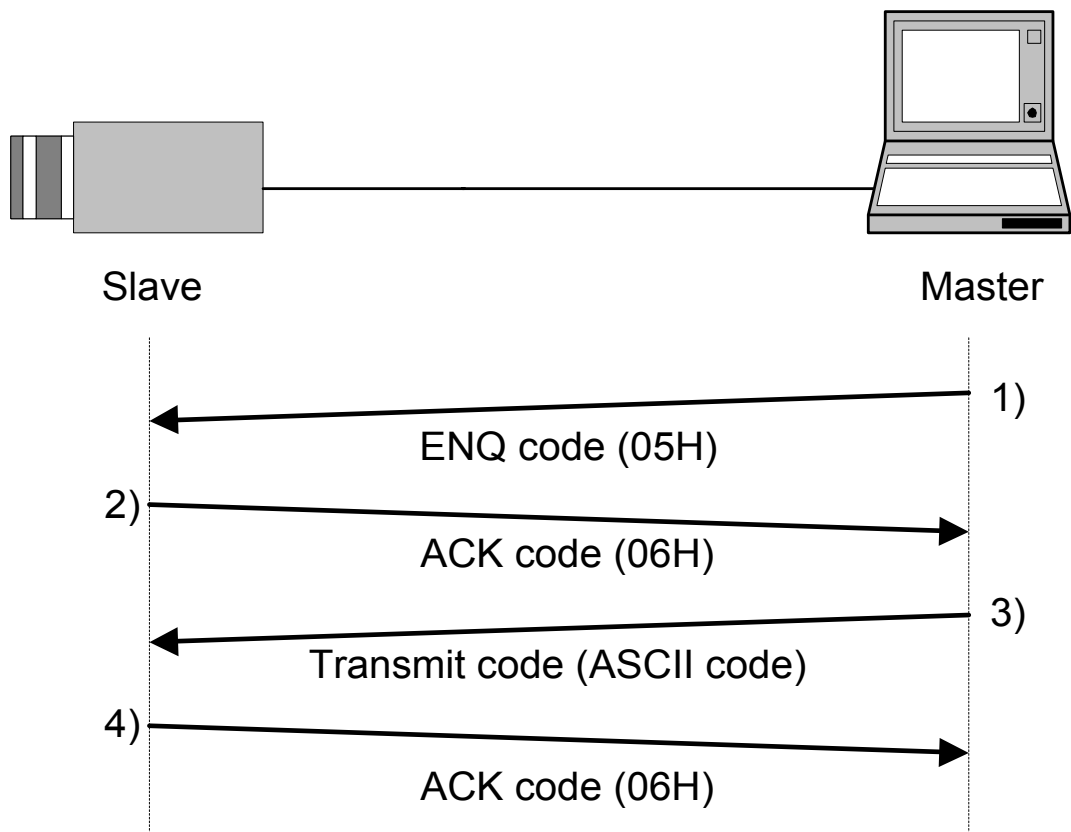 Slave Master
1)
ENQ code (05H)
2)
ACK code (06H)
3)
Transmit code (ASCII code)
4)
ACK code (06H)